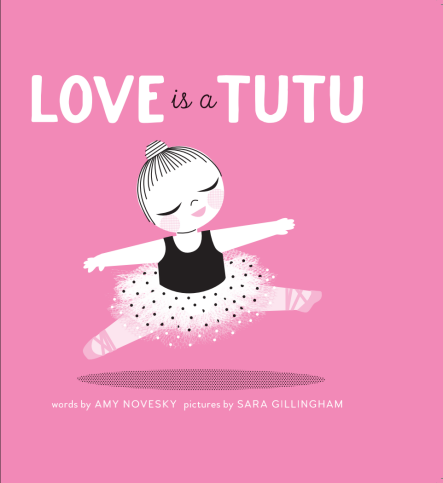 LOVE is a TUTU
words by AMY NOVESKY pictures by SARA GILLINGHAM